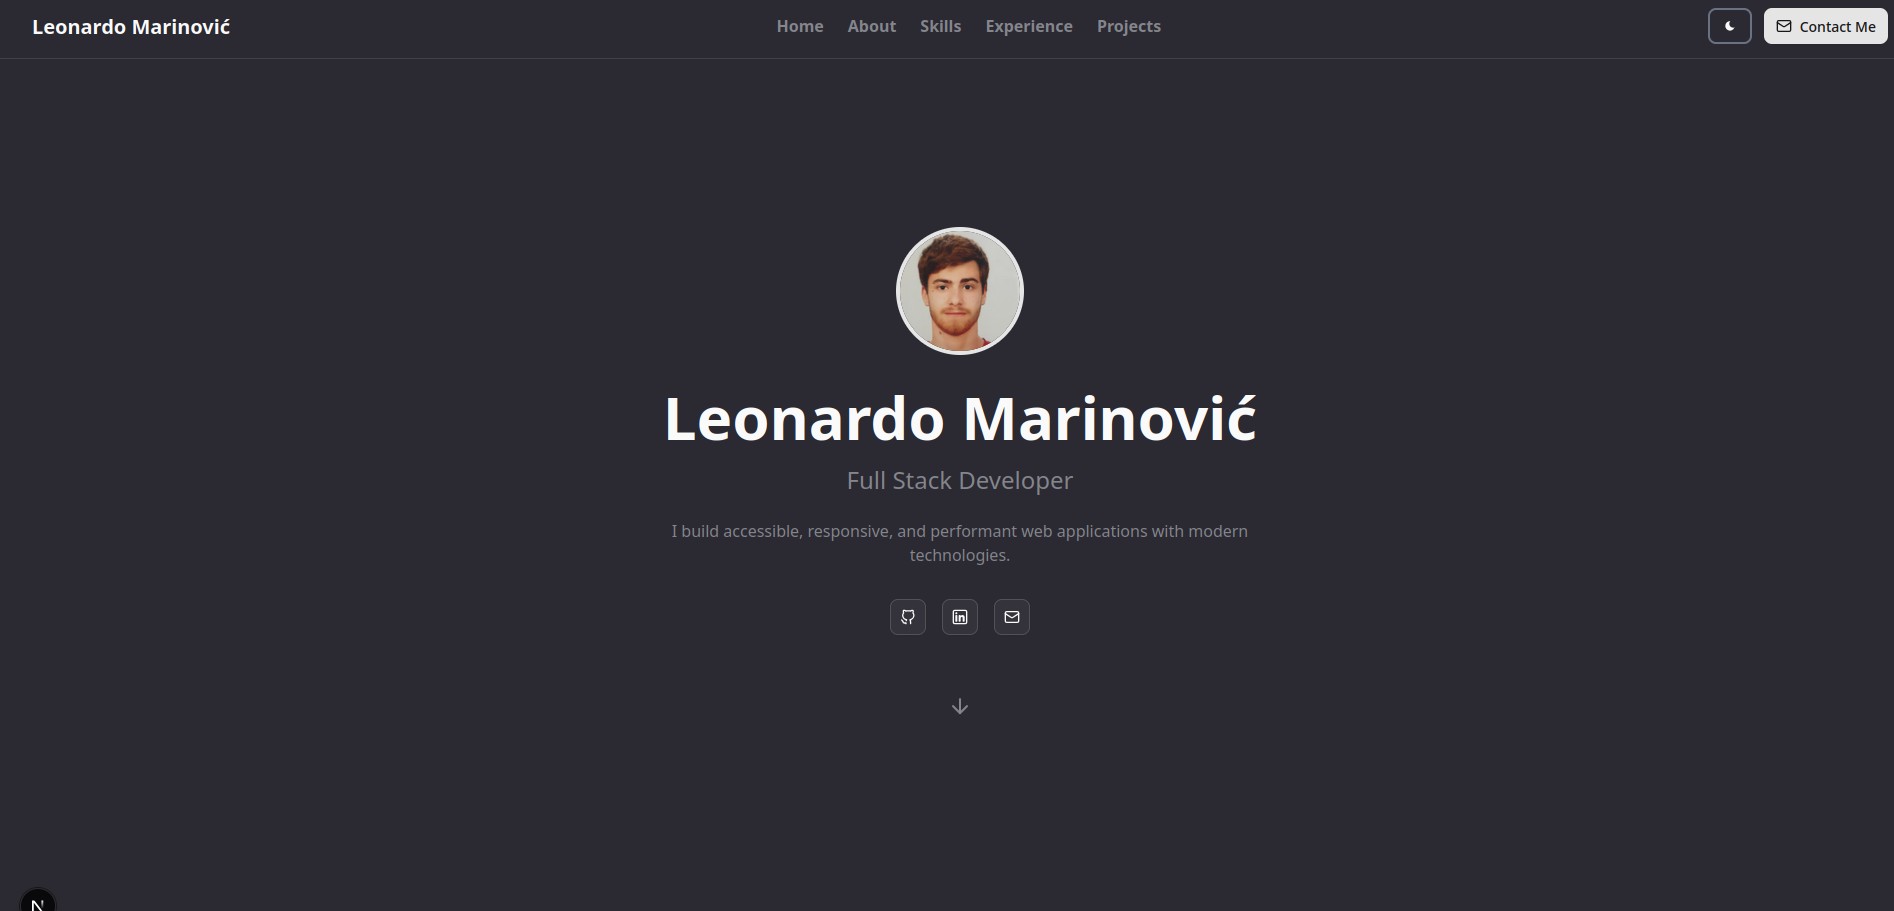 Leonardo Marinović
Home About Skills Experience Projects
Contact Me
Leonardo Marinović
Full Stack Developer
I build accessible, responsive, and performant web applications with modern
technologies.
in
N